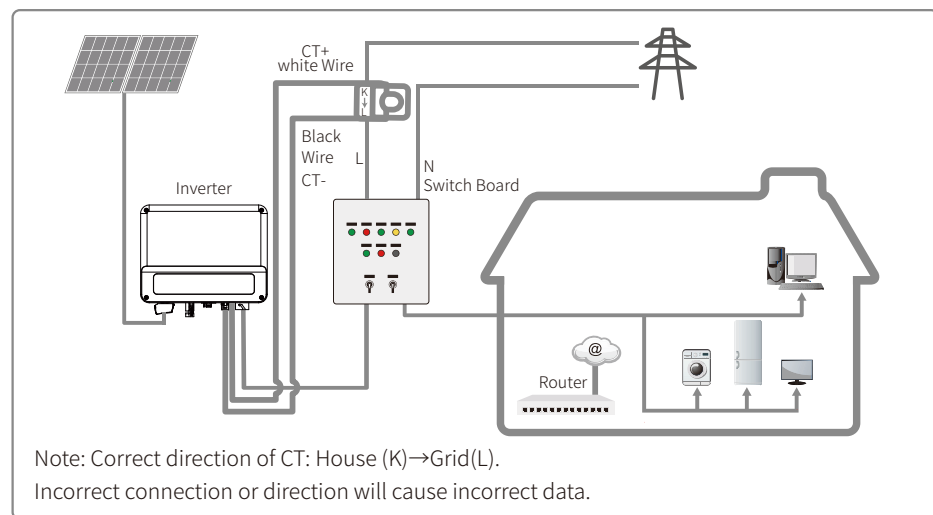 CT+
white Wire
K
L
Black
Wire
CT-
L
N
Switch Board
Inverter
@
Router
Note: Correct direction of CT: House (K)→Grid(L).
Incorrect connection or direction will cause incorrect data.